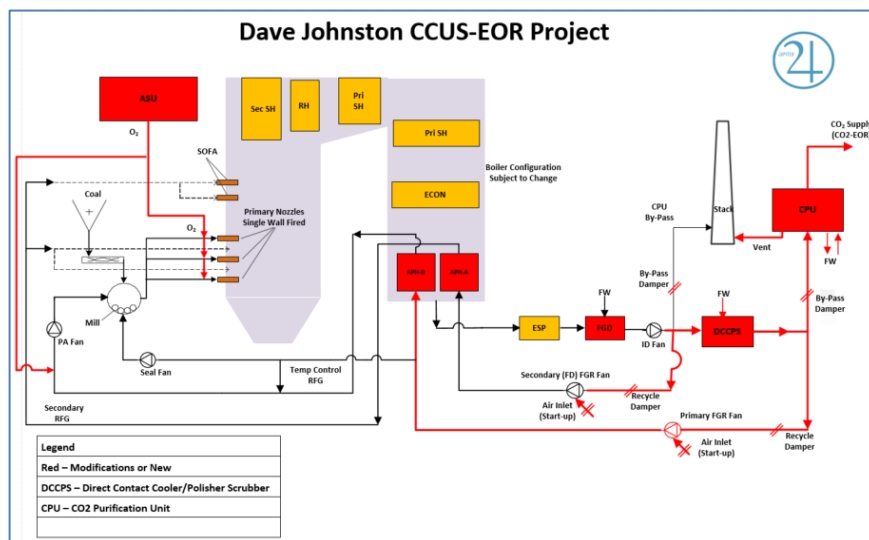 Dave Johnston CCUS-EOR Project
JUPITER
ASU
O₂
Sec SH
RH
Pri
SH
Pri SH
ECON
Boiler Configuration
Subject to Change
SOFA
Coal
Primary Nozzles
Single Wall Fired
O₂
Mill
PA Fan
Seal Fan
Temp Control
RFG
Secondary
RFG
APH-B
APH-A
ESP
FW
FGD
ID Fan
FW
DCCPS
CPU
By-Pass
By-Pass
Damper
Stack
Vent
CPU
FW
CO₂ Supply
(CO2-EOR)
By-Pass
Damper
Secondary (FD) FGR Fan
Air Inlet
(Start-up)
Recycle
Damper
Primary FGR Fan
Air Inlet
(Start-up)
Recycle
Damper
Legend
Red – Modifications or New
DCCPS – Direct Contact Cooler/Polisher Scrubber
CPU – CO2 Purification Unit